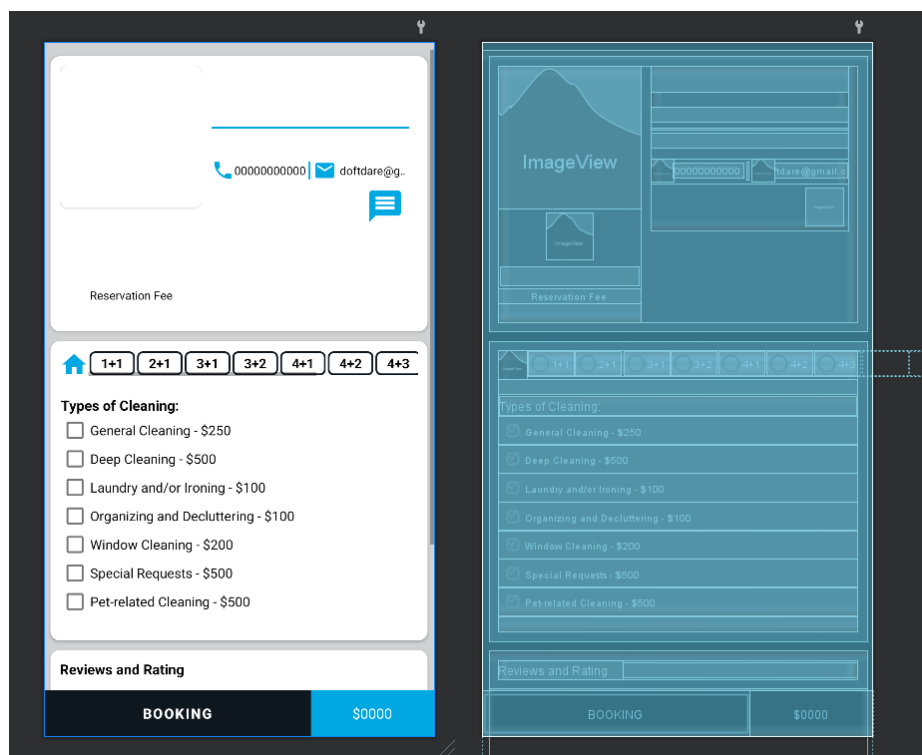 00000000000
doftdare@g..
Reservation Fee
1+1 2+1 3+1 3+2 4+1 4+2 4+3
Types of Cleaning:
General Cleaning - $250
Deep Cleaning - $500
Laundry and/or Ironing - $100
Organizing and Decluttering - $100
Window Cleaning - $200
Special Requests - $500
Pet-related Cleaning - $500
Reviews and Rating
BOOKING $0000
ImageView
00000000000
tdare@gmail.c
ImageView
ImageView
Reservation Fee
ImageView 1+1 2+1 3+1 3+2 4+1 4+2 4+3
Types of Cleaning:
General Cleaning - $250
Deep Cleaning - $500
Laundry and/or Ironing - $100
Organizing and Decluttering - $100
Window Cleaning - $200
Special Requests - $500
Pet-related Cleaning - $500
Reviews and Rating
BOOKING $0000